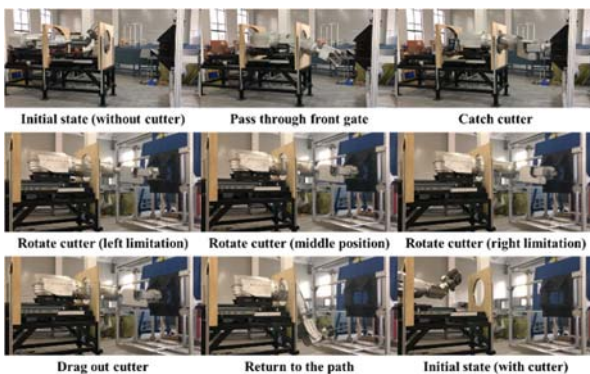 Initial state (without cutter)
Pass through front gate
Catch cutter
Rotate cutter (left limitation)
Rotate cutter (middle position)
Rotate cutter (right limitation)
Drag out cutter
Return to the path
Initial state (with cutter)